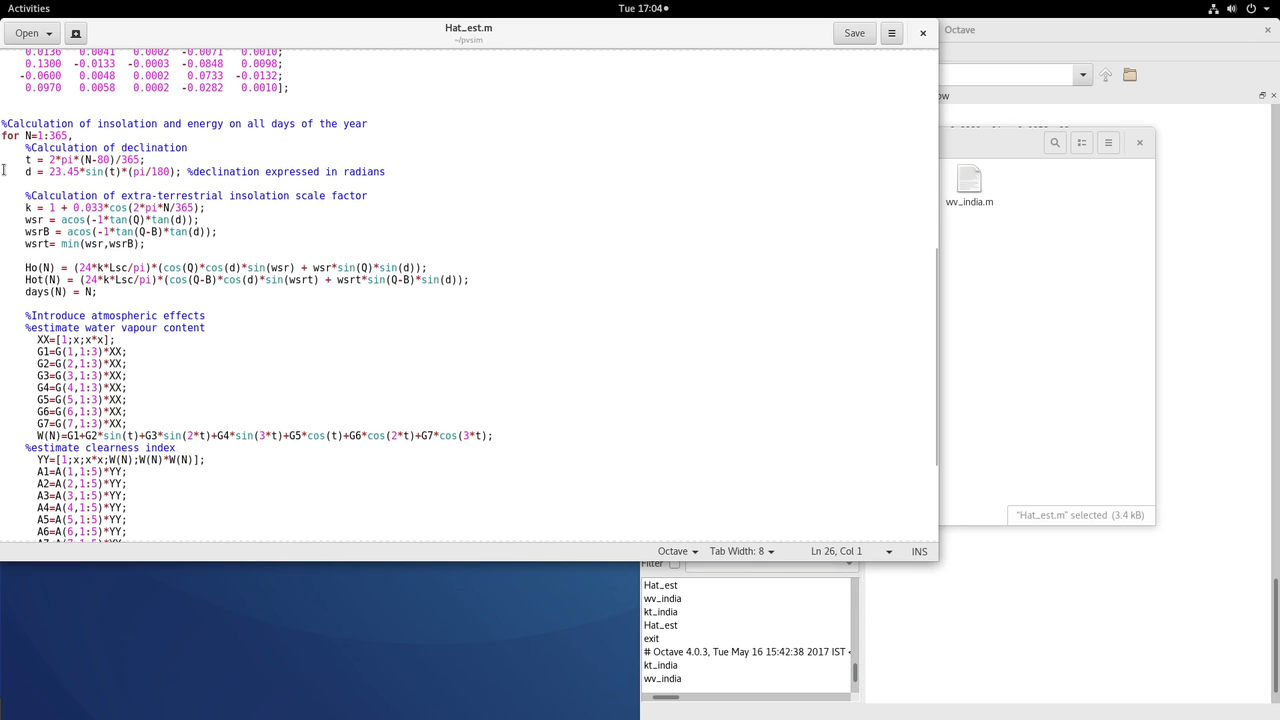 Activities
Tue 17:04
Open
Hat_est.m
~/pvsim
Save
Octave
0.0136 0.0041 0.0002 -0.0071 0.0010;
0.1300 -0.0133 -0.0003 -0.0848 0.0098;
-0.0600 0.0048 0.0002 0.0733 -0.0132;
0.0970 0.0058 0.0002 -0.0282 0.0010];
%Calculation of insolation and energy on all days of the year
for N=1:365,
%Calculation of declination
t = 2*pi*(N-80)/365;
d = 23.45*sin(t)*(pi/180); %declination expressed in radians
%Calculation of extra-terrestrial insolation scale factor
k = 1 + 0.033*cos(2*pi*N/365);
wsr = acos(-1*tan(Q)*tan(d));
wsrB = acos(-1*tan(Q-B)*tan(d));
wsrt= min(wsr,wsrB);
Ho(N) = (24*k*Lsc/pi)*(cos(Q)*cos(d)*sin(wsr) + wsr*sin(Q)*sin(d));
Hot(N) = (24*k*Lsc/pi)*(cos(Q-B)*cos(d)*sin(wsrt) + wsrt*sin(Q-B)*sin(d));
days(N) = N;
%Introduce atmospheric effects
%estimate water vapour content
XX=[1;x;x*x];
G1=G(1,1:3)*XX;
G2=G(2,1:3)*XX;
G3=G(3,1:3)*XX;
G4=G(4,1:3)*XX;
G5=G(5,1:3)*XX;
G6=G(6,1:3)*XX;
G7=G(7,1:3)*XX;
W(N)=G1+G2*sin(t)+G3*sin(2*t)+G4*sin(3*t)+G5*cos(t)+G6*cos(2*t)+G7*cos(3*t);
%estimate clearness index
YY=[1;x;x*x;W(N);W(N)*W(N)];
A1=A(1,1:5)*YY;
A2=A(2,1:5)*YY;
A3=A(3,1:5)*YY;
A4=A(4,1:5)*YY;
A5=A(5,1:5)*YY;
A6=A(6,1:5)*YY;
Octave
Tab Width: 8
Ln 26, Col 1
INS
ow
wv_india.m
"Hat_est.m" selected (3.4 kB)
Filter
Hat_est
wv_india
kt_india
Hat_est
exit
# Octave 4.0.3, Tue May 16 15:42:38 2017 IST
kt_india
wv_india